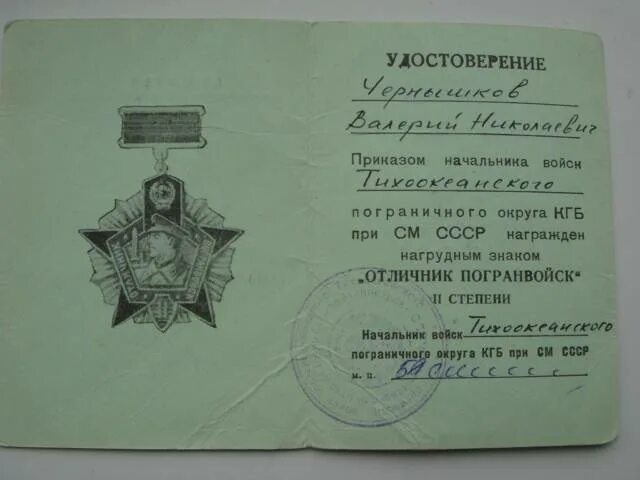 УДОСТОВЕРЕНИЕ
Чернышков
Валерий Николаевич
Приказом начальника войск
Тихоокеанского
пограничного округа КГБ
при СМ СССР награжден
нагрудным знаком
„ОТЛИЧНИК ПОГРАНВОЙСК“
II СТЕПЕНИ
Начальник войск Тихоокеанского
пограничного округа КГБ при СМ СССР
м. п.